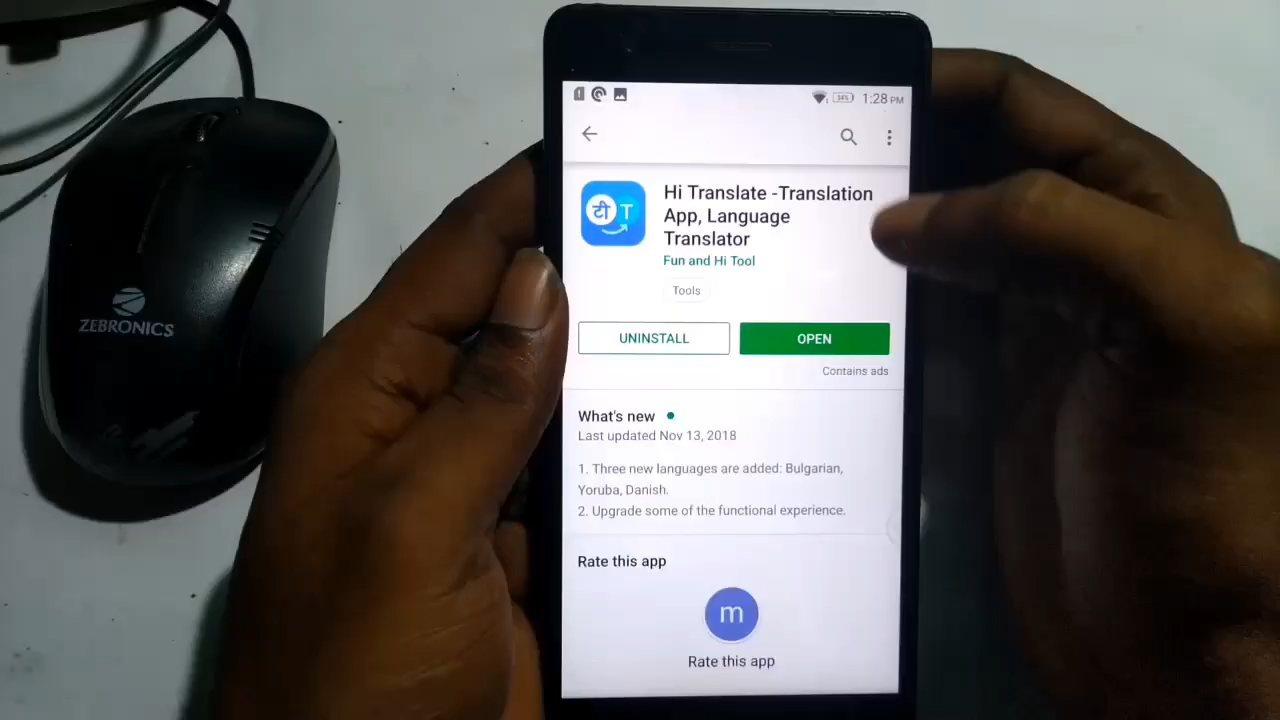 ZEBRONICS
34%
1:28 PM
टी T
Hi Translate -Translation
App, Language
Translator
Fun and Hi Tool
Tools
UNINSTALL
OPEN
Contains ads
What's new
Last updated Nov 13, 2018
1. Three new languages are added: Bulgarian,
Yoruba, Danish.
2. Upgrade some of the functional experience.
Rate this app
m
Rate this app